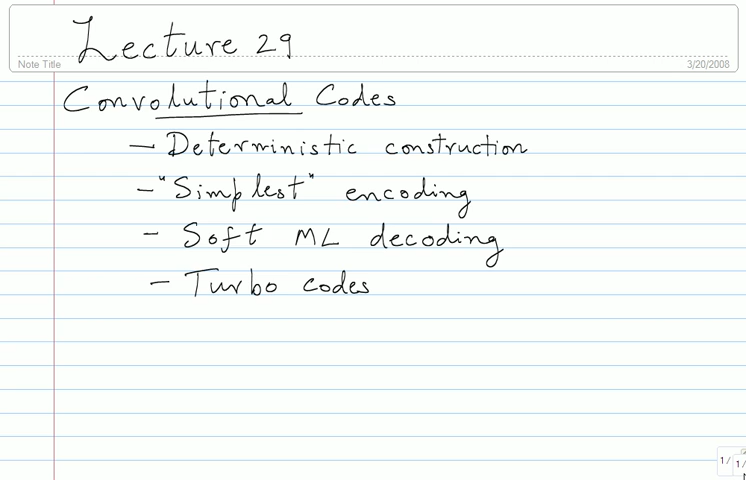 Lecture 29
Note Title
3/20/2008
Convolutional Codes
- Deterministic construction
- "Simplest" encoding
- Soft ML decoding
- Turbo codes
1/
1/